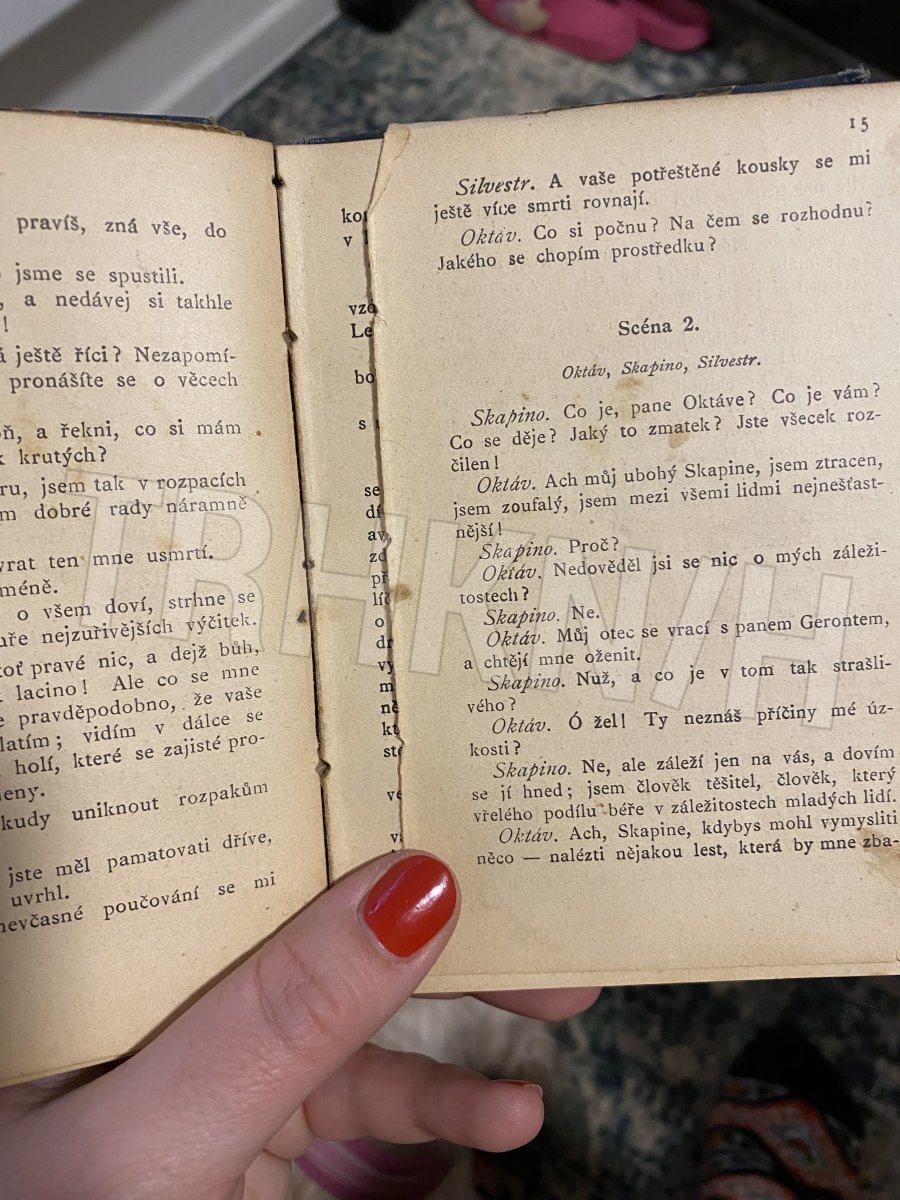 pravíš, zná vše, do
jsme se spustili.
, a nedávej si takhle
!
ještě říci? Nezapomí-
pronášíte se o věcech
a řekni, co si mám
krutých?
jsem tak v rozpacích
dobré rady náramně
ten mne usmrtí.
méně.
o všem doví, strhne se
nejzuřivějších výčitek.
pravé nic, a dejž bůh,
lacino! Ale co se mne
pravděpodobno, že vaše
vidím v dálce se
holí, které se zajisté pro-
kudy uniknout rozpakům
jste měl pamatovati dříve,
uvrhl.
poučování se mi
v
Le
bo
s
se
o
m
15
Silvestr. A vaše potřeštěné kousky se mi
ještě více smrti rovnají.
Oktáv. Co si počnu? Na čem se rozhodnu?
Jakého se chopím prostředku?
Scéna 2.
Oktáv, Skapino, Silvestr.
Skapino. Co je, pane Oktáve? Co je vám?
Co se děje? Jaký to zmatek? Jste všecek roz-
čilen!
Oktáv. Ach můj ubohý Skapine, jsem ztracen,
jsem zoufalý, jsem mezi všemi lidmi nejnešťast-
nější!
Skapino. Proč?
Oktáv. Nedověděl jsi se nic o mých záleži-
tostech?
Skapino. Ne.
Oktáv. Můj otec se vrací s panem Gerontem,
a chtějí mne oženit.
Skapino. Nuž, a co je v tom tak strašli-
vého?
Oktáv. Ó žel! Ty neznáš příčiny mé úz-
kosti?
Skapino. Ne, ale záleží jen na vás, a dovím
se jí hned; jsem člověk těšitel, člověk, který
vřelého podílu béře v záležitostech mladých lidí.
Oktáv. Ach, Skapine, kdybys mohl vymysliti
něco — nalézti nějakou lest, která by mne zba-
TRHKNIH